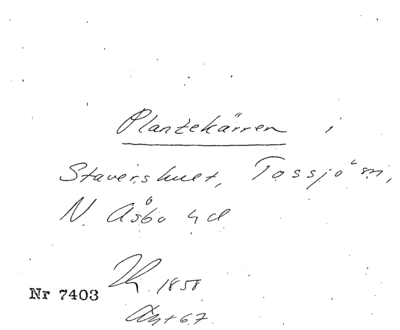 Plantekärren i
Stavershult, Tossjö sn,
N. Åsbo hd
1858
Nr 7403